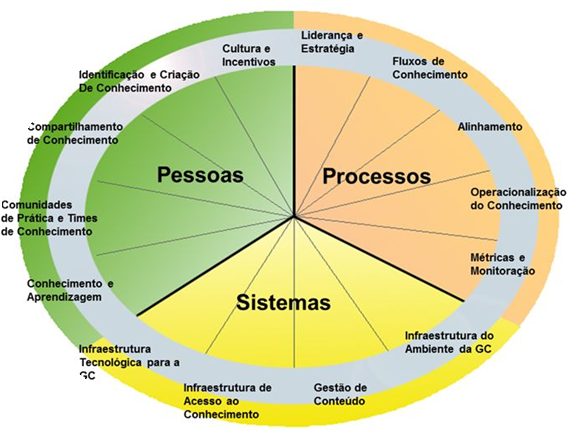 Liderança e
Estratégia
Fluxos de
Conhecimento
Alinhamento
Operacionalização
do Conhecimento
Métricas e
Monitoração
Infraestrutura do
Ambiente da GC
Gestão de
Conteúdo
Infraestrutura de
Acesso ao
Conhecimento
Infraestrutura
Tecnológica para a
GC
Conhecimento e
Aprendizagem
Comunidades
de Prática e Times
de Conhecimento
Compartilhamento
de Conhecimento
Identificação e Criação
De Conhecimento
Cultura e
Incentivos
Pessoas
Processos
Sistemas